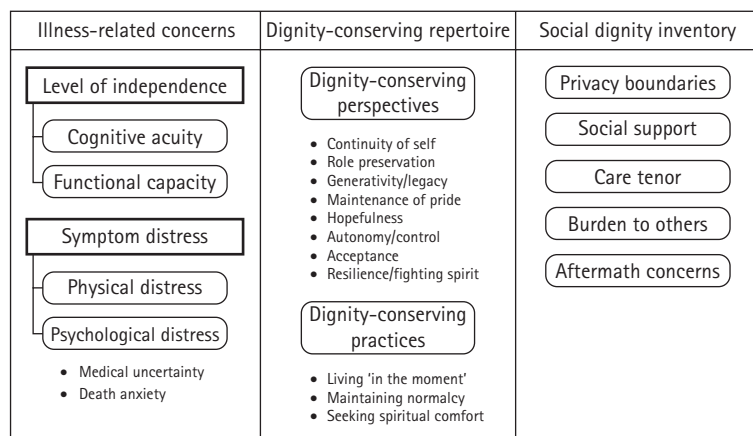 Illness-related concerns
Level of independence
Cognitive acuity
Functional capacity
Symptom distress
Physical distress
Psychological distress
• Medical uncertainty
• Death anxiety
Dignity-conserving repertoire
Dignity-conserving
perspectives
• Continuity of self
• Role preservation
• Generativity/legacy
• Maintenance of pride
• Hopefulness
• Autonomy/control
• Acceptance
• Resilience/fighting spirit
Dignity-conserving
practices
• Living ‘in the moment’
• Maintaining normalcy
• Seeking spiritual comfort
Social dignity inventory
Privacy boundaries
Social support
Care tenor
Burden to others
Aftermath concerns